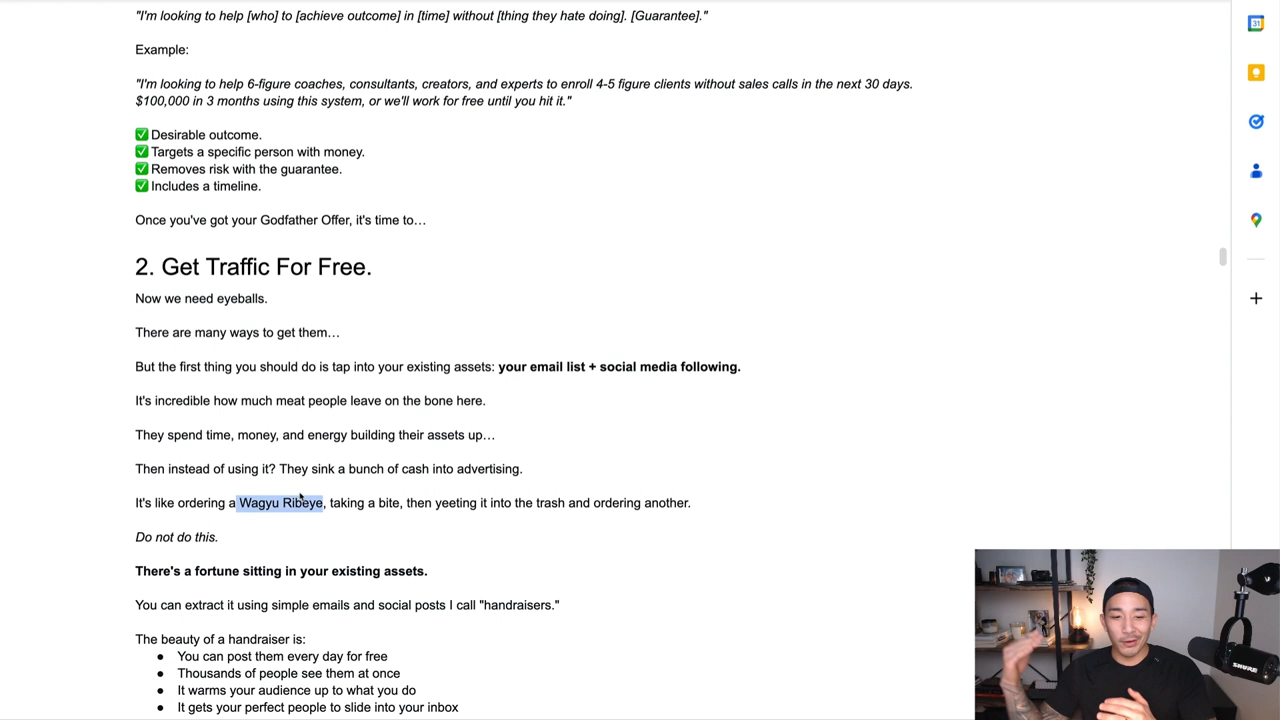 "I'm looking to help [who] to [achieve outcome] in [time] without [thing they hate doing]. [Guarantee]."
Example:
"I'm looking to help 6-figure coaches, consultants, creators, and experts to enroll 4-5 figure clients without sales calls in the next 30 days.
$100,000 in 3 months using this system, or we'll work for free until you hit it."
✅ Desirable outcome.
✅ Targets a specific person with money.
✅ Removes risk with the guarantee.
✅ Includes a timeline.
Once you've got your Godfather Offer, it's time to…
2. Get Traffic For Free.
Now we need eyeballs.
There are many ways to get them…
But the first thing you should do is tap into your existing assets: your email list + social media following.
It's incredible how much meat people leave on the bone here.
They spend time, money, and energy building their assets up…
Then instead of using it? They sink a bunch of cash into advertising.
It's like ordering a Wagyu Ribeye, taking a bite, then yeeting it into the trash and ordering another.
Do not do this.
There's a fortune sitting in your existing assets.
You can extract it using simple emails and social posts I call "handraisers."
The beauty of a handraiser is:
● You can post them every day for free
● Thousands of people see them at once
● It warms your audience up to what you do
● It gets your perfect people to slide into your inbox
31
SHURE